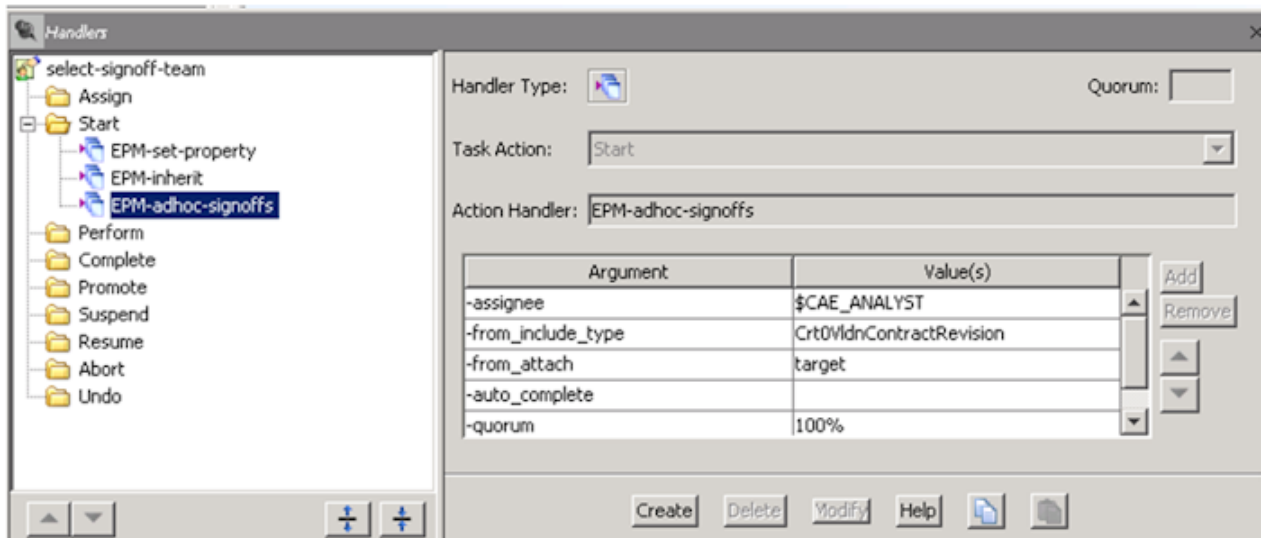 Handlers
select-signoff-team
Assign
Start
EPM-set-property
EPM-inherit
EPM-adhoc-signoffs
Perform
Complete
Promote
Suspend
Resume
Abort
Undo
Handler Type:
Quorum:
Task Action: Start
Action Handler: EPM-adhoc-signoffs
Argument Value(s)
-assignee $CAE_ANALYST
-from_include_type Crt0VldnContractRevision
-from_attach target
-auto_complete
-quorum 100%
Add
Remove
Create Delete Modify Help